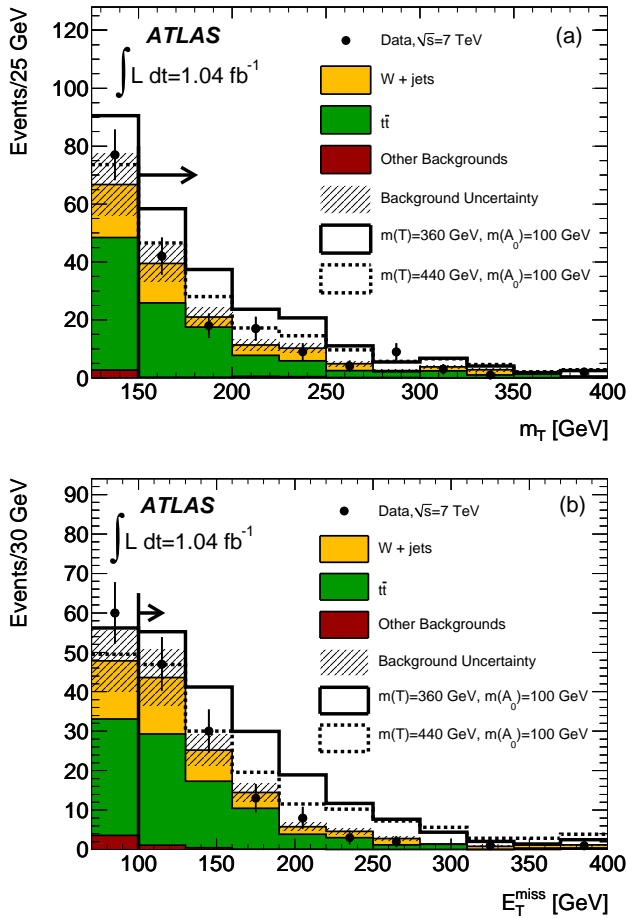 Events/25 GeV
120
100
80
60
40
20
0
ATLAS
∫ L dt=1.04 fb⁻¹
(a)
Data, √s=7 TeV
W + jets
tt̄
Other Backgrounds
Background Uncertainty
m(T)=360 GeV, m(A₀)=100 GeV
m(T)=440 GeV, m(A₀)=100 GeV
150 200 250 300 350 400
m_T [GeV]
Events/30 GeV
90
80
70
60
50
40
30
20
10
0
ATLAS
∫ L dt=1.04 fb⁻¹
(b)
Data, √s=7 TeV
W + jets
tt̄
Other Backgrounds
Background Uncertainty
m(T)=360 GeV, m(A₀)=100 GeV
m(T)=440 GeV, m(A₀)=100 GeV
100 150 200 250 300 350 400
E_T^miss [GeV]